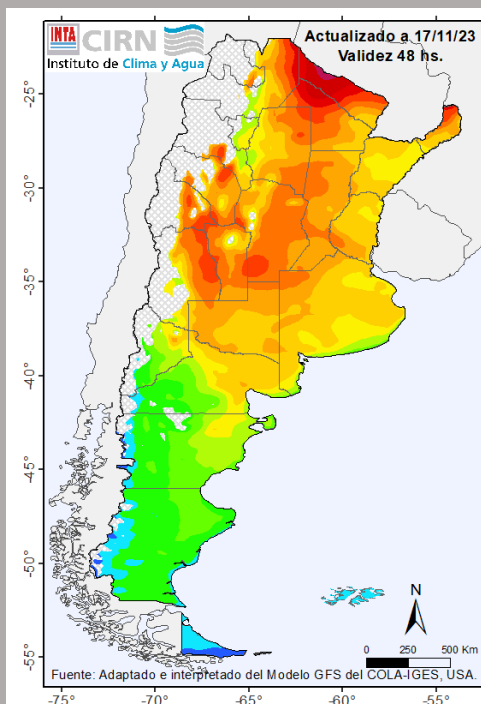 INTA CIRN
Instituto de Clima y Agua
Actualizado a 17/11/23
Validez 48 hs.
-25°
-30°
-35°
-40°
-45°
-50°
-55°
N
0 250 500 Km
Fuente: Adaptado e interpretado del Modelo GFS del COLA-IGES, USA.
-75° -70° -65° -60° -55°